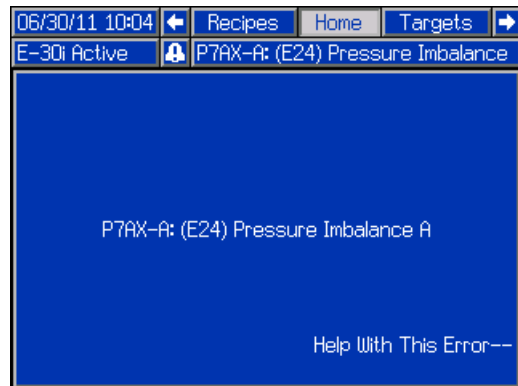 06/30/11 10:04 Recipes Home Targets
E-30i Active P7AX-A: (E24) Pressure Imbalance
P7AX-A: (E24) Pressure Imbalance A
Help With This Error--